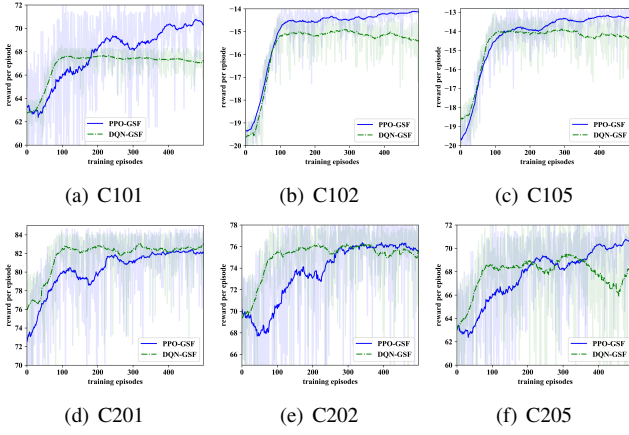 72
70
68
66
64
62
60
reward per episode
0
100
200
300
400
training episodes
PPO-GSF
DQN-GSF
(a) C101
−14
−15
−16
−17
−18
−19
−20
reward per episode
0
100
200
300
400
training episodes
PPO-GSF
DQN-GSF
(b) C102
−13
−14
−15
−16
−17
−18
−19
−20
reward per episode
0
100
200
300
400
training episodes
PPO-GSF
DQN-GSF
(c) C105
84
82
80
78
76
74
72
70
reward per episode
0
100
200
300
400
training episodes
PPO-GSF
DQN-GSF
(d) C201
78
76
74
72
70
68
66
reward per episode
0
100
200
300
400
training episodes
PPO-GSF
DQN-GSF
(e) C202
72
70
68
66
64
62
60
reward per episode
0
100
200
300
400
training episodes
PPO-GSF
DQN-GSF
(f) C205